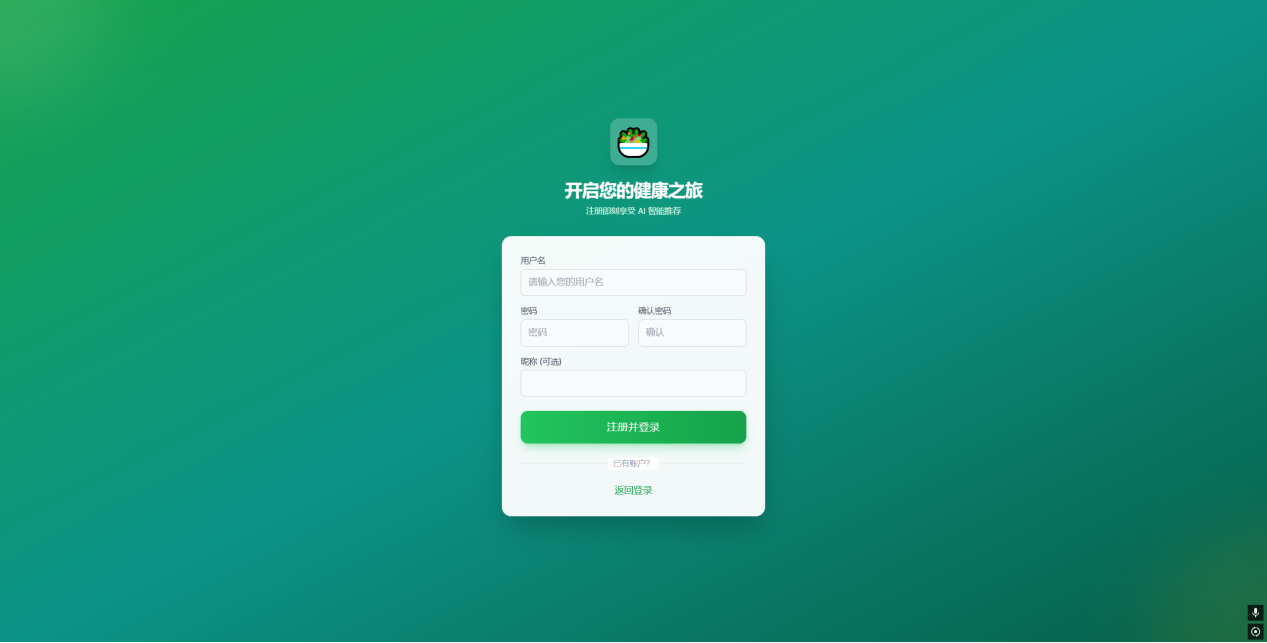 开启您的健康之旅
注册即刻享受 AI 智能推荐
用户名
请输入您的用户名
密码 确认密码
密码 确认
昵称 (可选)
注册并登录
已有账户？
返回登录